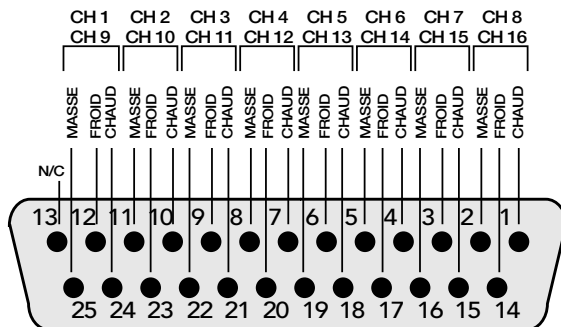 CH 1 CH 2 CH 3 CH 4 CH 5 CH 6 CH 7 CH 8
CH 9 CH 10 CH 11 CH 12 CH 13 CH 14 CH 15 CH 16
MASSE FROID CHAUD MASSE FROID CHAUD MASSE FROID CHAUD MASSE FROID CHAUD MASSE FROID CHAUD MASSE FROID CHAUD MASSE FROID CHAUD MASSE FROID CHAUD
N/C
13 12 11 10 9 8 7 6 5 4 3 2 1
25 24 23 22 21 20 19 18 17 16 15 14